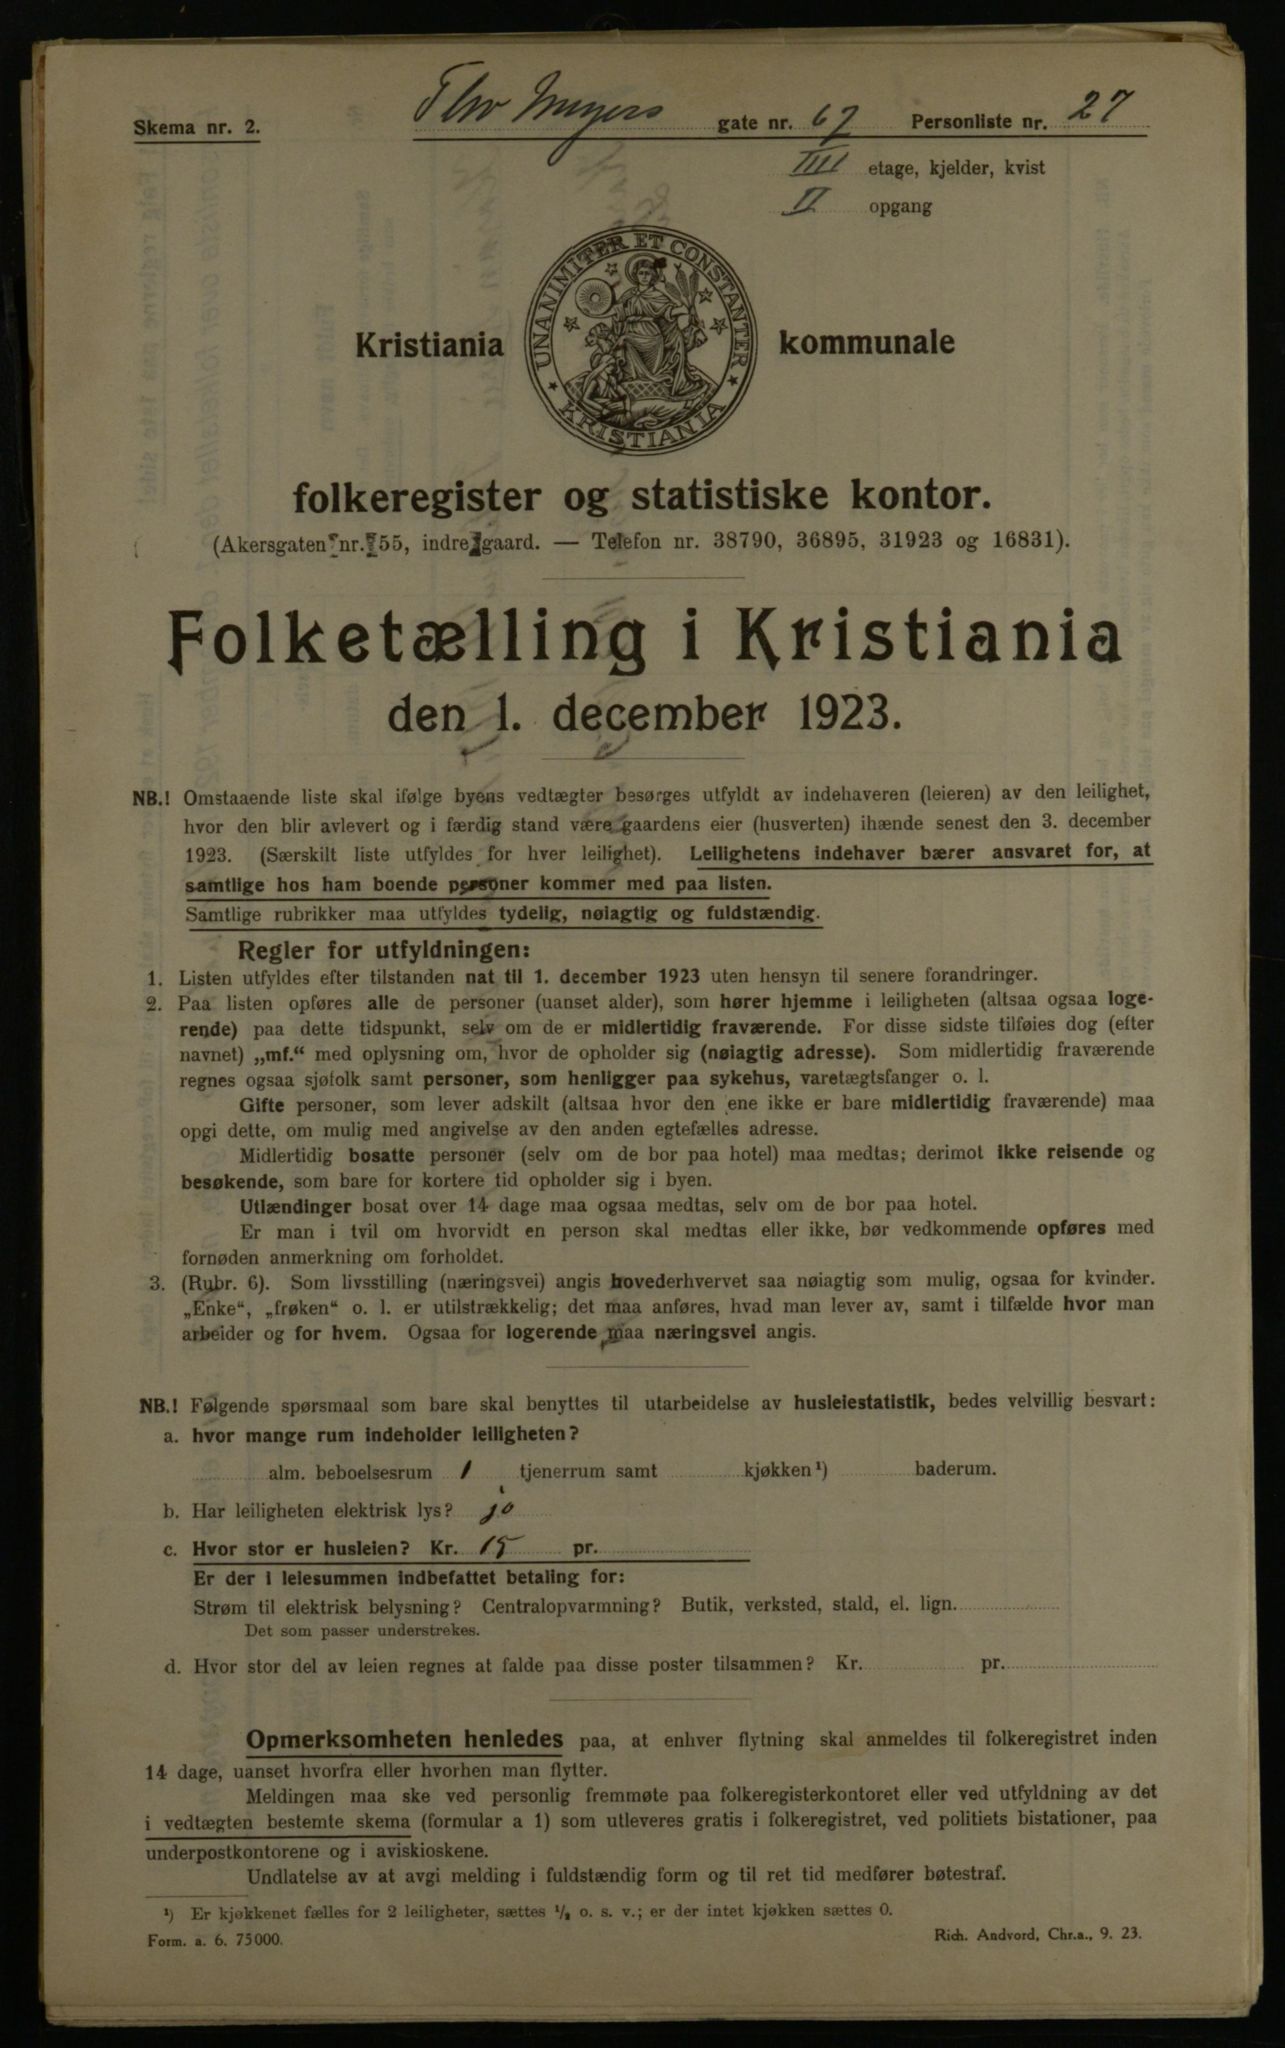 Skema nr. 2.
Thv Meyers gate nr. 67 Personliste nr. 27
III etage, kjelder, kvist
II opgang
UNANIMITER ET CONSTANTER
KRISTIANIA
Kristiania kommunale
folkeregister og statistiske kontor.
(Akersgaten nr. 55, indre gaard. — Telefon nr. 38790, 36895, 31923 og 16831).
Folketælling i Kristiania
den 1. december 1923.
NB.! Omstaaende liste skal ifølge byens vedtægter besørges utfyldt av indehaveren (leieren) av den leilighet,
hvor den blir avlevert og i færdig stand være gaardens eier (husverten) ihænde senest den 3. december
1923. (Særskilt liste utfyldes for hver leilighet). Leilighetens indehaver bærer ansvaret for, at
samtlige hos ham boende personer kommer med paa listen.
Samtlige rubrikker maa utfyldes tydelig, nøiagtig og fuldstændig.
Regler for utfyldningen:
1. Listen utfyldes efter tilstanden nat til 1. december 1923 uten hensyn til senere forandringer.
2. Paa listen opføres alle de personer (uanset alder), som hører hjemme i leiligheten (altsaa ogsaa loge-
rende) paa dette tidspunkt, selv om de er midlertidig fraværende. For disse sidste tilføies dog (efter
navnet) „mf.“ med oplysning om, hvor de opholder sig (nøiagtig adresse). Som midlertidig fraværende
regnes ogsaa sjøfolk samt personer, som henligger paa sykehus, varetægtsfanger o. l.
Gifte personer, som lever adskilt (altsaa hvor den ene ikke er bare midlertidig fraværende) maa
opgi dette, om mulig med angivelse av den anden egtefælles adresse.
Midlertidig bosatte personer (selv om de bor paa hotel) maa medtas; derimot ikke reisende og
besøkende, som bare for kortere tid opholder sig i byen.
Utlændinger bosat over 14 dage maa ogsaa medtas, selv om de bor paa hotel.
Er man i tvil om hvorvidt en person skal medtas eller ikke, bør vedkommende opføres med
fornøden anmerkning om forholdet.
3. (Rubr. 6). Som livsstilling (næringsvei) angis hovederhvervet saa nøiagtig som mulig, ogsaa for kvinder.
„Enke“, „frøken“ o. l. er utilstrækkelig; det maa anføres, hvad man lever av, samt i tilfælde hvor man
arbeider og for hvem. Ogsaa for logerende maa næringsvei angis.
NB.! Følgende spørsmaal som bare skal benyttes til utarbeidelse av husleiestatistik, bedes velvillig besvart:
a. hvor mange rum indeholder leiligheten?
alm. beboelsesrum 1 tjenerrum samt kjøkken¹) baderum.
b. Har leiligheten elektrisk lys? jo
c. Hvor stor er husleien? Kr. 15 pr.
Er der i leiesummen indbefattet betaling for:
Strøm til elektrisk belysning? Centralopvarmning? Butik, verksted, stald, el. lign.
Det som passer understrekes.
d. Hvor stor del av leien regnes at falde paa disse poster tilsammen? Kr. pr.
Opmerksomheten henledes paa, at enhver flytning skal anmeldes til folkeregistret inden
14 dage, uanset hvorfra eller hvorhen man flytter.
Meldingen maa ske ved personlig fremmøte paa folkeregisterkontoret eller ved utfyldning av det
i vedtægten bestemte skema (formular a 1) som utleveres gratis i folkeregistret, ved politiets bistationer, paa
underpostkontorene og i aviskioskene.
Undlatelse av at avgi melding i fuldstændig form og til ret tid medfører bøtestraf.
¹) Er kjøkkenet fælles for 2 leiligheter, sættes ½ o. s. v.; er der intet kjøkken sættes 0.
Form. a. 6. 75000.
Rich. Andvord, Chr.a., 9. 23.